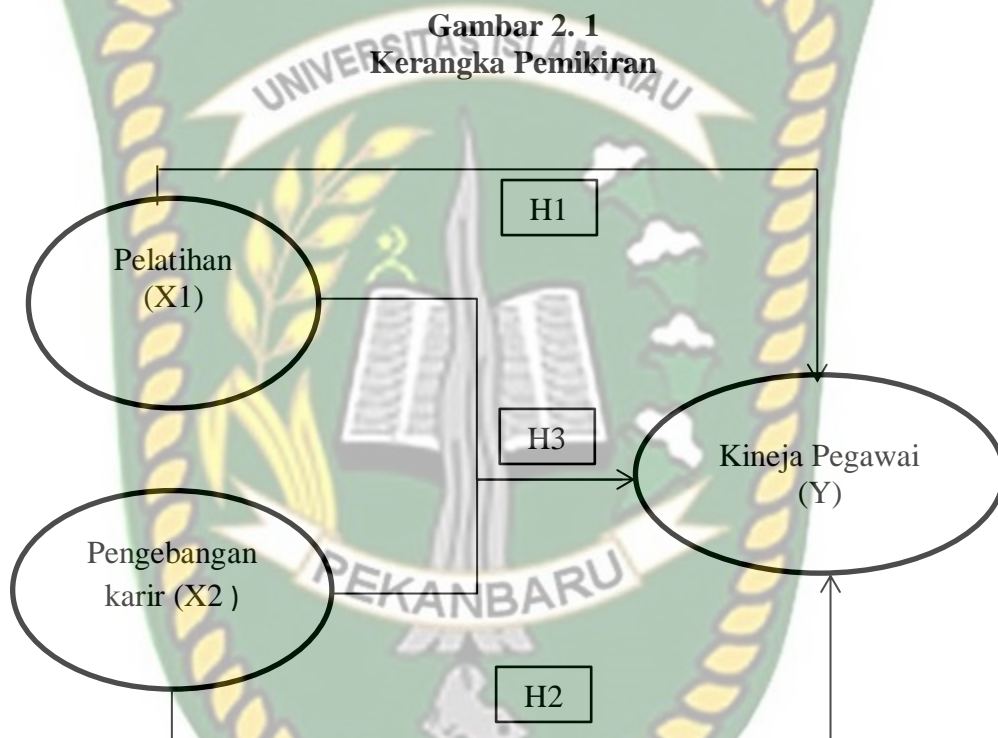 Gambar 2. 1
Kerangka Pemikiran
UNIVERSITAS ISLAM RIAU
H1
Pelatihan
(X1)
H3
Kineja Pegawai
(Y)
Pengebangan
karir (X2 )
PEKANBARU
H2